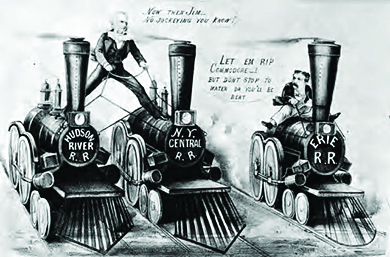 NOW THEN JIM--
NO JOCKEYING YOU KNOW!
LET EM RIP
COMMODORE--!
BUT DON'T STOP TO
WATER OR YOU'LL BE
BEAT.
HUDSON
RIVER
R.R
N.Y.
CENTRAL
R.R.
ERIE
R.R.